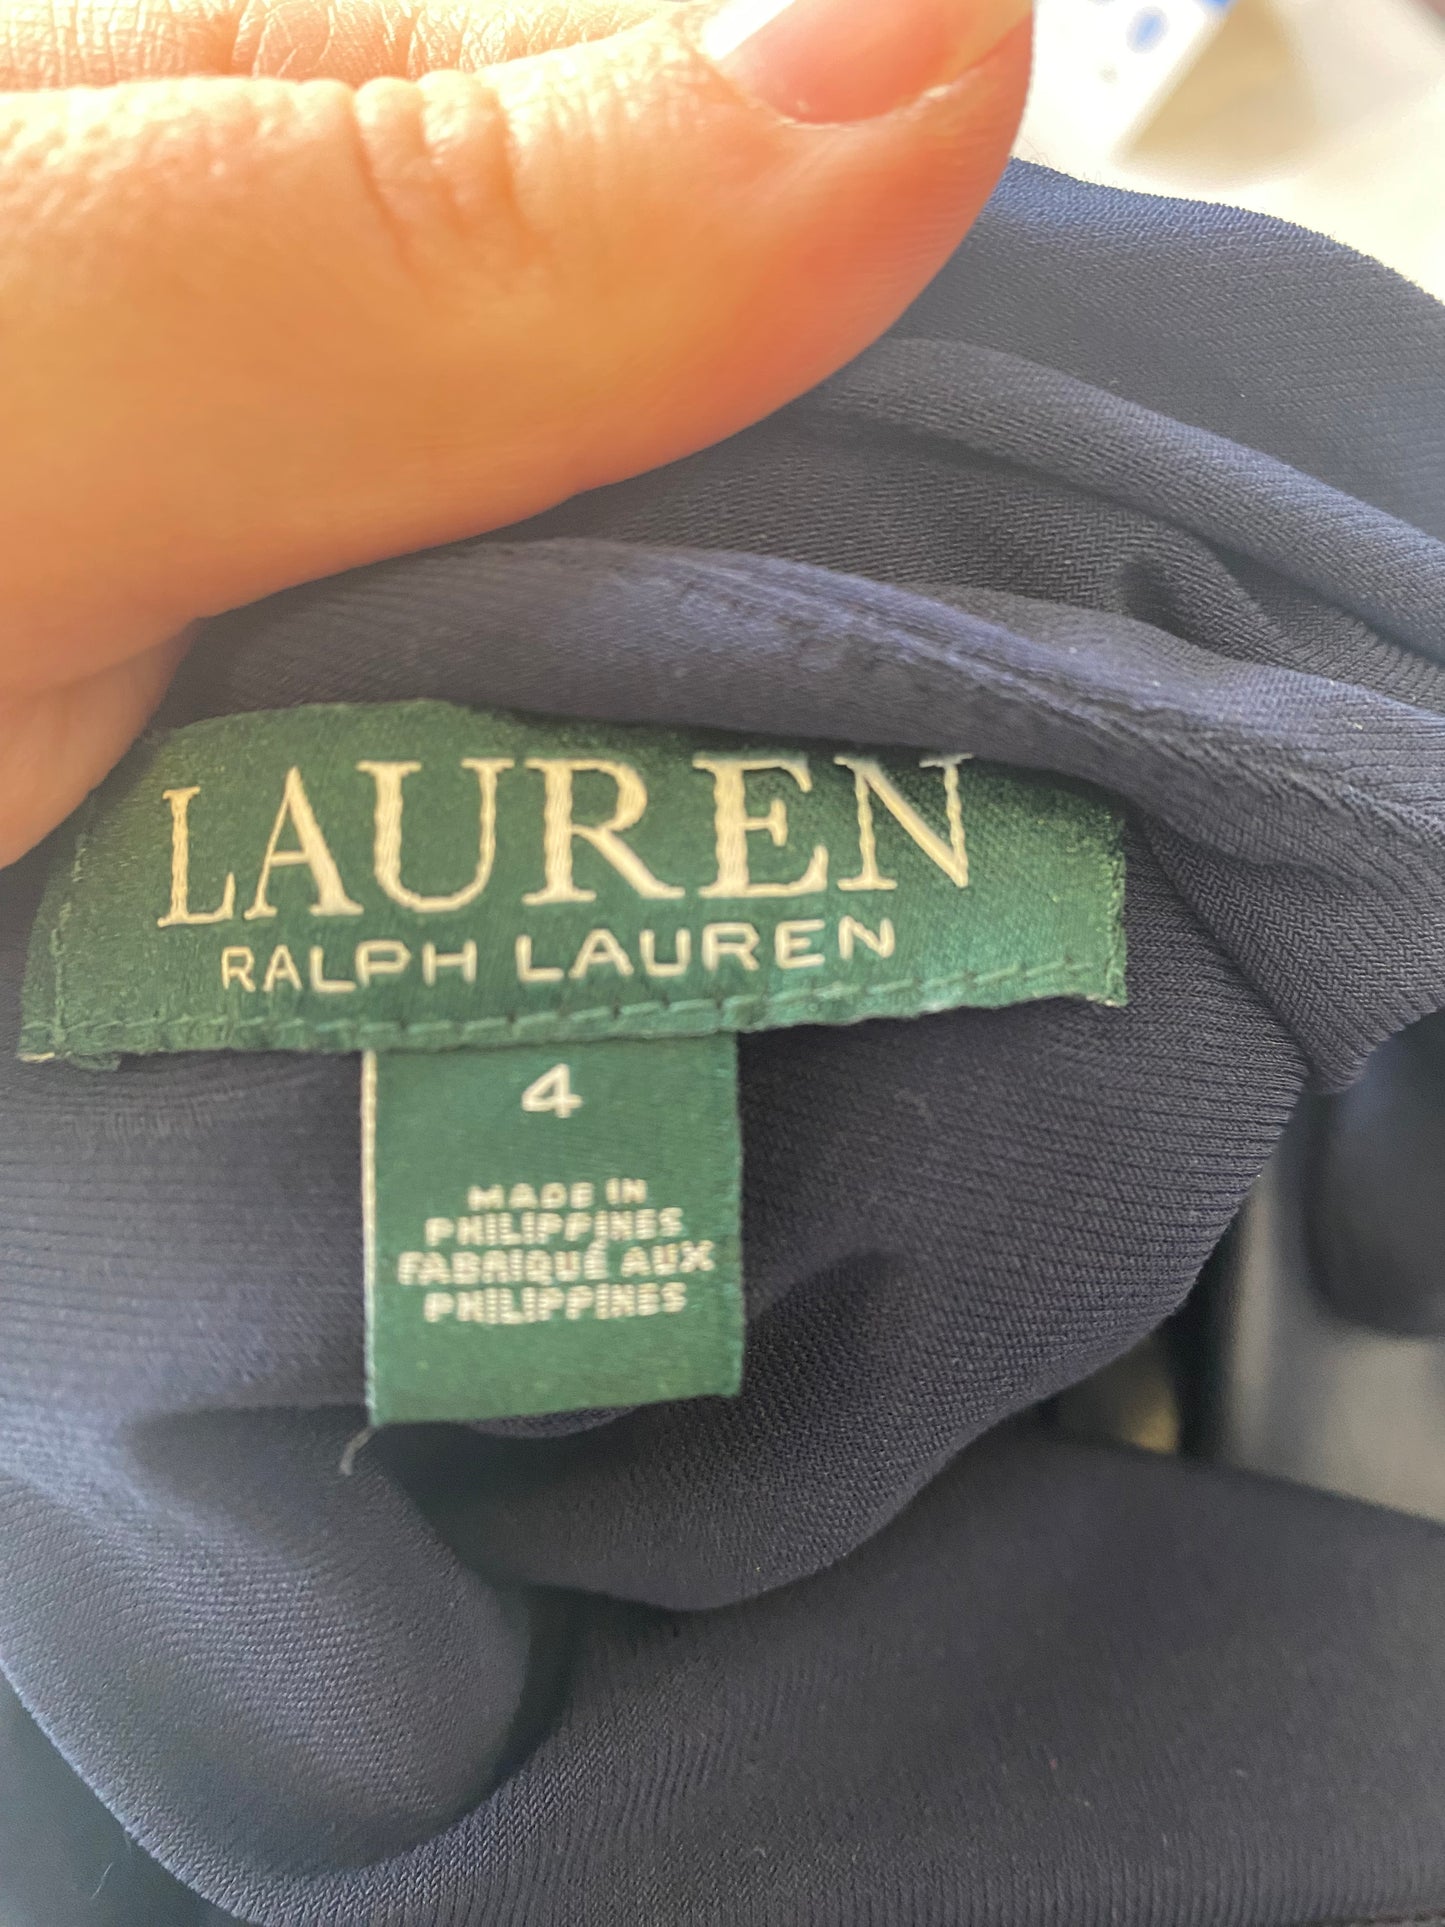 LAUREN
RALPH LAUREN
4
MADE IN
PHILIPPINES
FABRIQUÉ AUX
PHILIPPINES